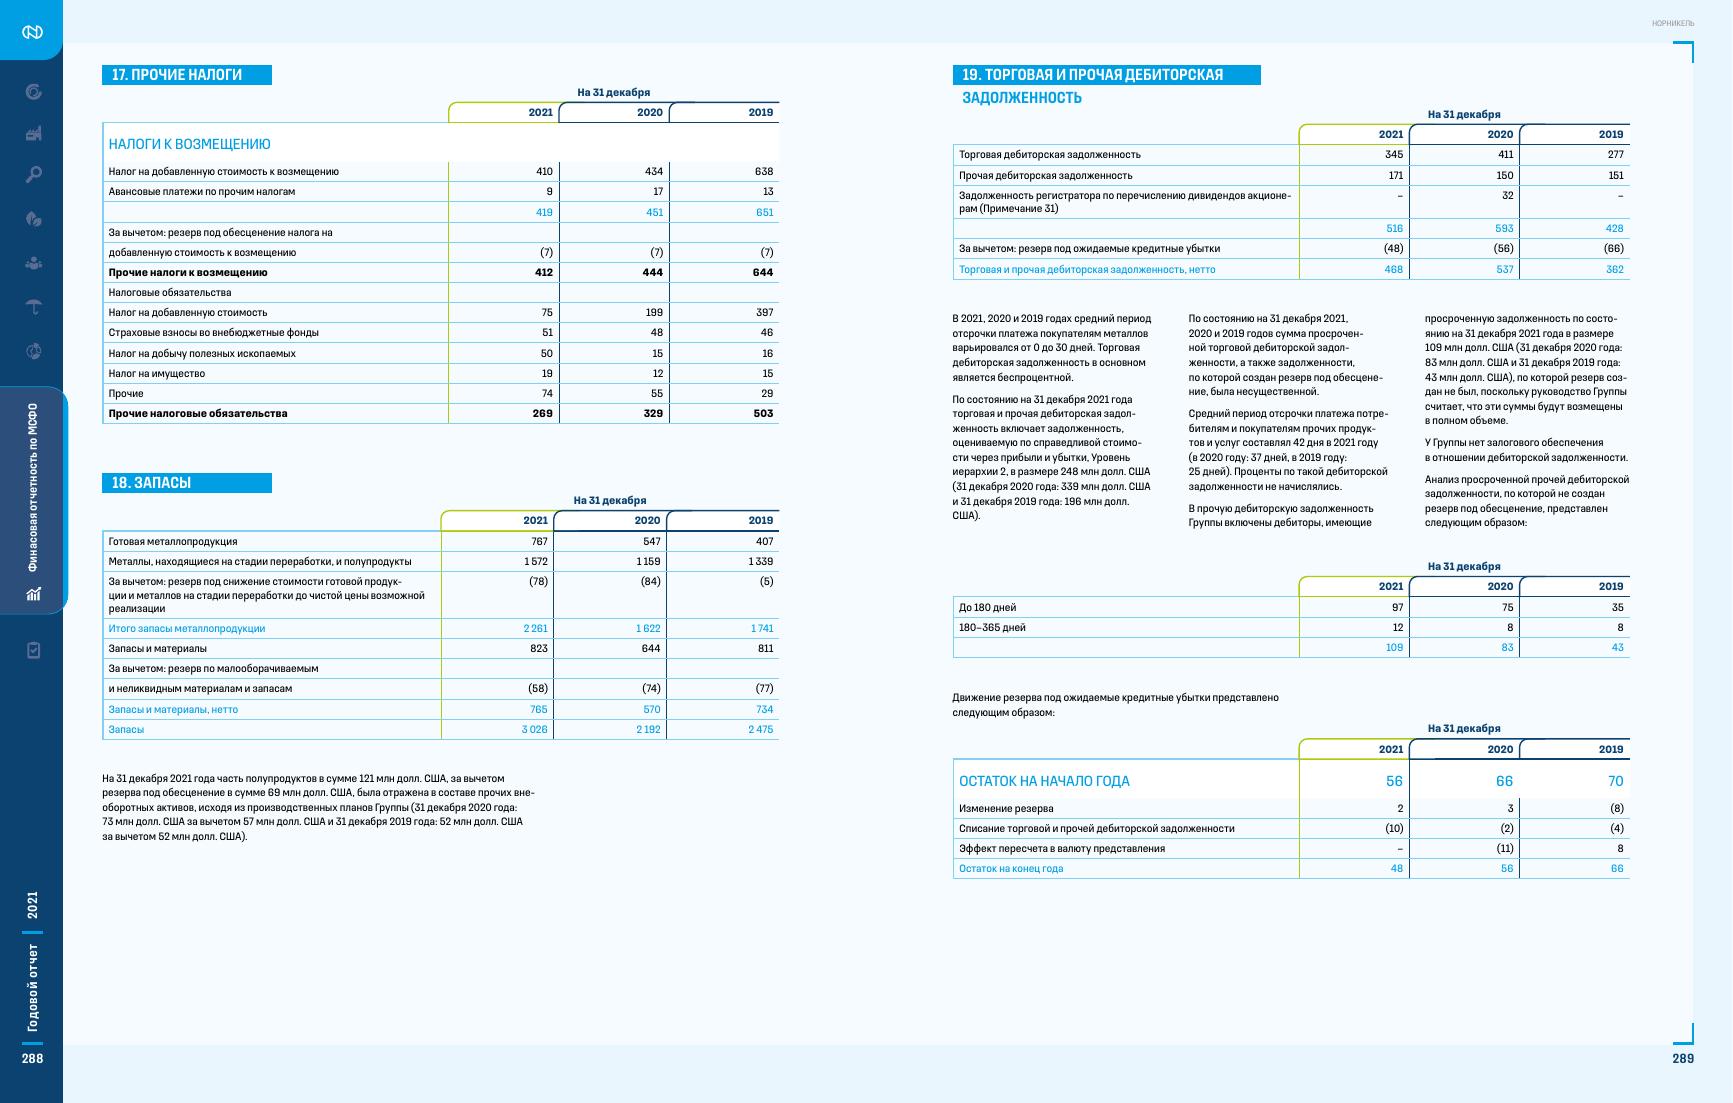 НОРНИКЕЛЬ
Финасовая отчетность по МСФО
Годовой отчет
2021
288
17. ПРОЧИЕ НАЛОГИ
На 31 декабря
2021 2020 2019
НАЛОГИ К ВОЗМЕЩЕНИЮ
Налог на добавленную стоимость к возмещению 410 434 638
Авансовые платежи по прочим налогам 9 17 13
419 451 651
За вычетом: резерв под обесценение налога на
добавленную стоимость к возмещению (7) (7) (7)
Прочие налоги к возмещению 412 444 644
Налоговые обязательства
Налог на добавленную стоимость 75 199 397
Страховые взносы во внебюджетные фонды 51 48 46
Налог на добычу полезных ископаемых 50 15 16
Налог на имущество 19 12 15
Прочие 74 55 29
Прочие налоговые обязательства 269 329 503
18. ЗАПАСЫ
На 31 декабря
2021 2020 2019
Готовая металлопродукция 767 547 407
Металлы, находящиеся на стадии переработки, и полупродукты 1 572 1 159 1 339
За вычетом: резерв под снижение стоимости готовой продук- (78) (84) (5)
ции и металлов на стадии переработки до чистой цены возможной
реализации
Итого запасы металлопродукции 2 261 1 622 1 741
Запасы и материалы 823 644 811
За вычетом: резерв по малооборачиваемым
и неликвидным материалам и запасам (58) (74) (77)
Запасы и материалы, нетто 765 570 734
Запасы 3 026 2 192 2 475
На 31 декабря 2021 года часть полупродуктов в сумме 121 млн долл. США, за вычетом
резерва под обесценение в сумме 69 млн долл. США, была отражена в составе прочих вне-
оборотных активов, исходя из производственных планов Группы (31 декабря 2020 года:
73 млн долл. США за вычетом 57 млн долл. США и 31 декабря 2019 года: 52 млн долл. США
за вычетом 52 млн долл. США).
19. ТОРГОВАЯ И ПРОЧАЯ ДЕБИТОРСКАЯ
ЗАДОЛЖЕННОСТЬ
На 31 декабря
2021 2020 2019
Торговая дебиторская задолженность 345 411 277
Прочая дебиторская задолженность 171 150 151
Задолженность регистратора по перечислению дивидендов акционе- – 32 –
рам (Примечание 31)
516 593 428
За вычетом: резерв под ожидаемые кредитные убытки (48) (56) (66)
Торговая и прочая дебиторская задолженность, нетто 468 537 362
В 2021, 2020 и 2019 годах средний период
отсрочки платежа покупателям металлов
варьировался от 0 до 30 дней. Торговая
дебиторская задолженность в основном
является беспроцентной.
По состоянию на 31 декабря 2021 года
торговая и прочая дебиторская задол-
женность включает задолженность,
оцениваемую по справедливой стоимо-
сти через прибыли и убытки, Уровень
иерархии 2, в размере 248 млн долл. США
(31 декабря 2020 года: 339 млн долл. США
и 31 декабря 2019 года: 196 млн долл.
США).
По состоянию на 31 декабря 2021,
2020 и 2019 годов сумма просрочен-
ной торговой дебиторской задол-
женности, а также задолженности,
по которой создан резерв под обесцене-
ние, была несущественной.
Средний период отсрочки платежа потре-
бителям и покупателям прочих продук-
тов и услуг составлял 42 дня в 2021 году
(в 2020 году: 37 дней, в 2019 году:
25 дней). Проценты по такой дебиторской
задолженности не начислялись.
В прочую дебиторскую задолженность
Группы включены дебиторы, имеющие
просроченную задолженность по состо-
янию на 31 декабря 2021 года в размере
109 млн долл. США (31 декабря 2020 года:
83 млн долл. США и 31 декабря 2019 года:
43 млн долл. США), по которой резерв соз-
дан не был, поскольку руководство Группы
считает, что эти суммы будут возмещены
в полном объеме.
У Группы нет залогового обеспечения
в отношении дебиторской задолженности.
Анализ просроченной прочей дебиторской
задолженности, по которой не создан
резерв под обесценение, представлен
следующим образом:
На 31 декабря
2021 2020 2019
До 180 дней 97 75 35
180–365 дней 12 8 8
109 83 43
Движение резерва под ожидаемые кредитные убытки представлено
следующим образом:
На 31 декабря
2021 2020 2019
ОСТАТОК НА НАЧАЛО ГОДА 56 66 70
Изменение резерва 2 3 (8)
Списание торговой и прочей дебиторской задолженности (10) (2) (4)
Эффект пересчета в валюту представления – (11) 8
Остаток на конец года 48 56 66
289